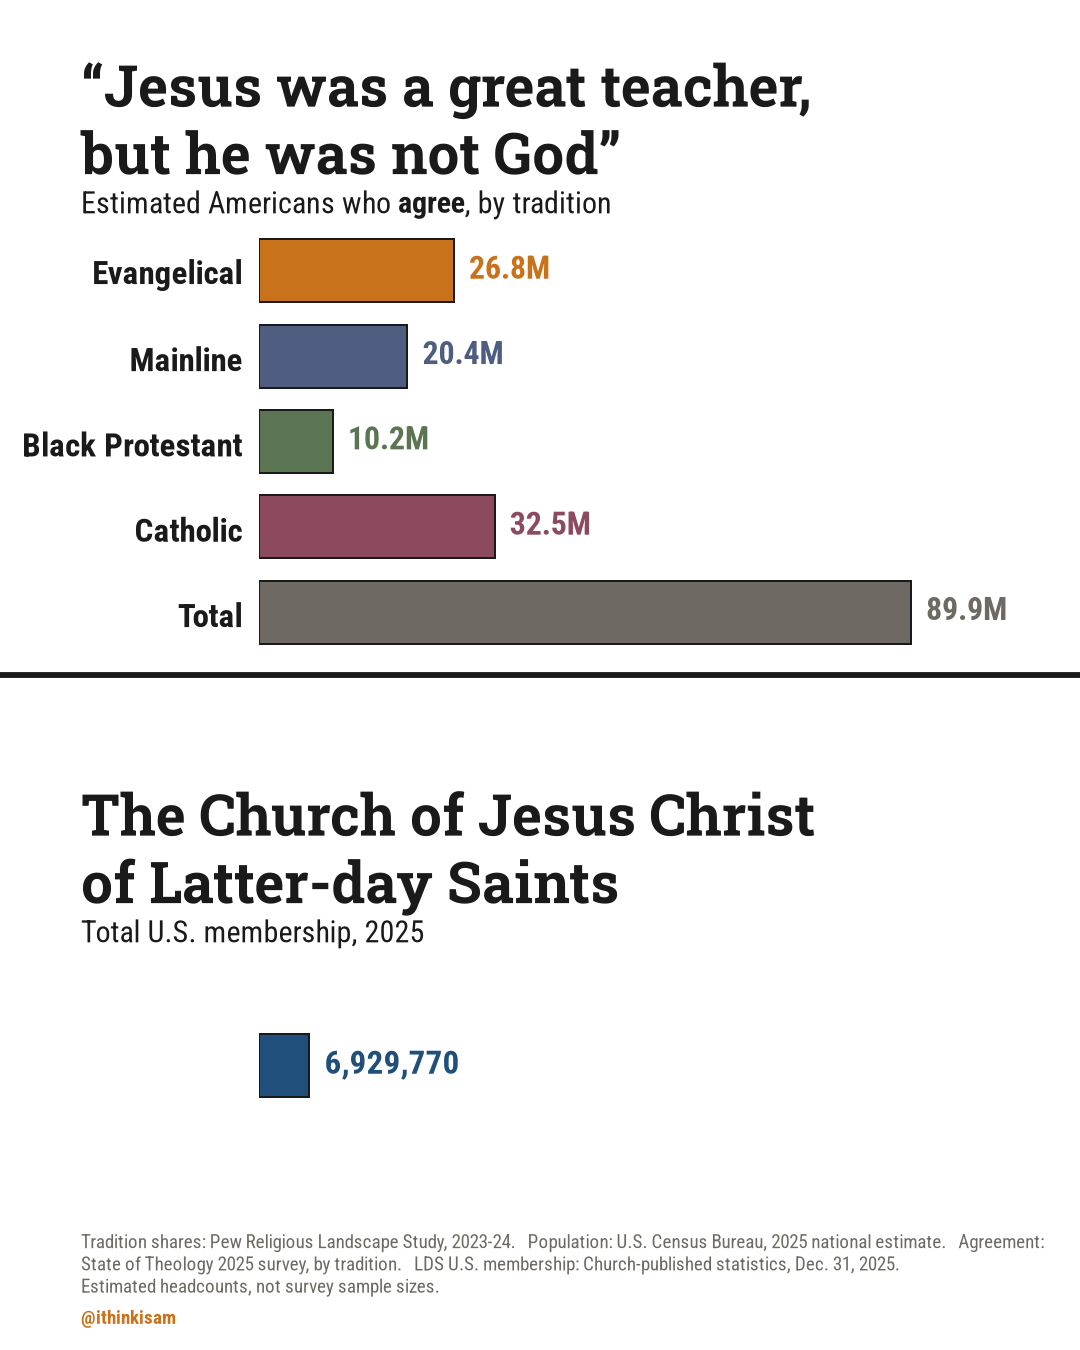 “Jesus was a great teacher,
but he was not God”
Estimated Americans who agree, by tradition
Evangelical 26.8M
Mainline 20.4M
Black Protestant 10.2M
Catholic 32.5M
Total 89.9M
The Church of Jesus Christ
of Latter-day Saints
Total U.S. membership, 2025
6,929,770
Tradition shares: Pew Religious Landscape Study, 2023-24. Population: U.S. Census Bureau, 2025 national estimate. Agreement:
State of Theology 2025 survey, by tradition. LDS U.S. membership: Church-published statistics, Dec. 31, 2025.
Estimated headcounts, not survey sample sizes.
@ithinkisam